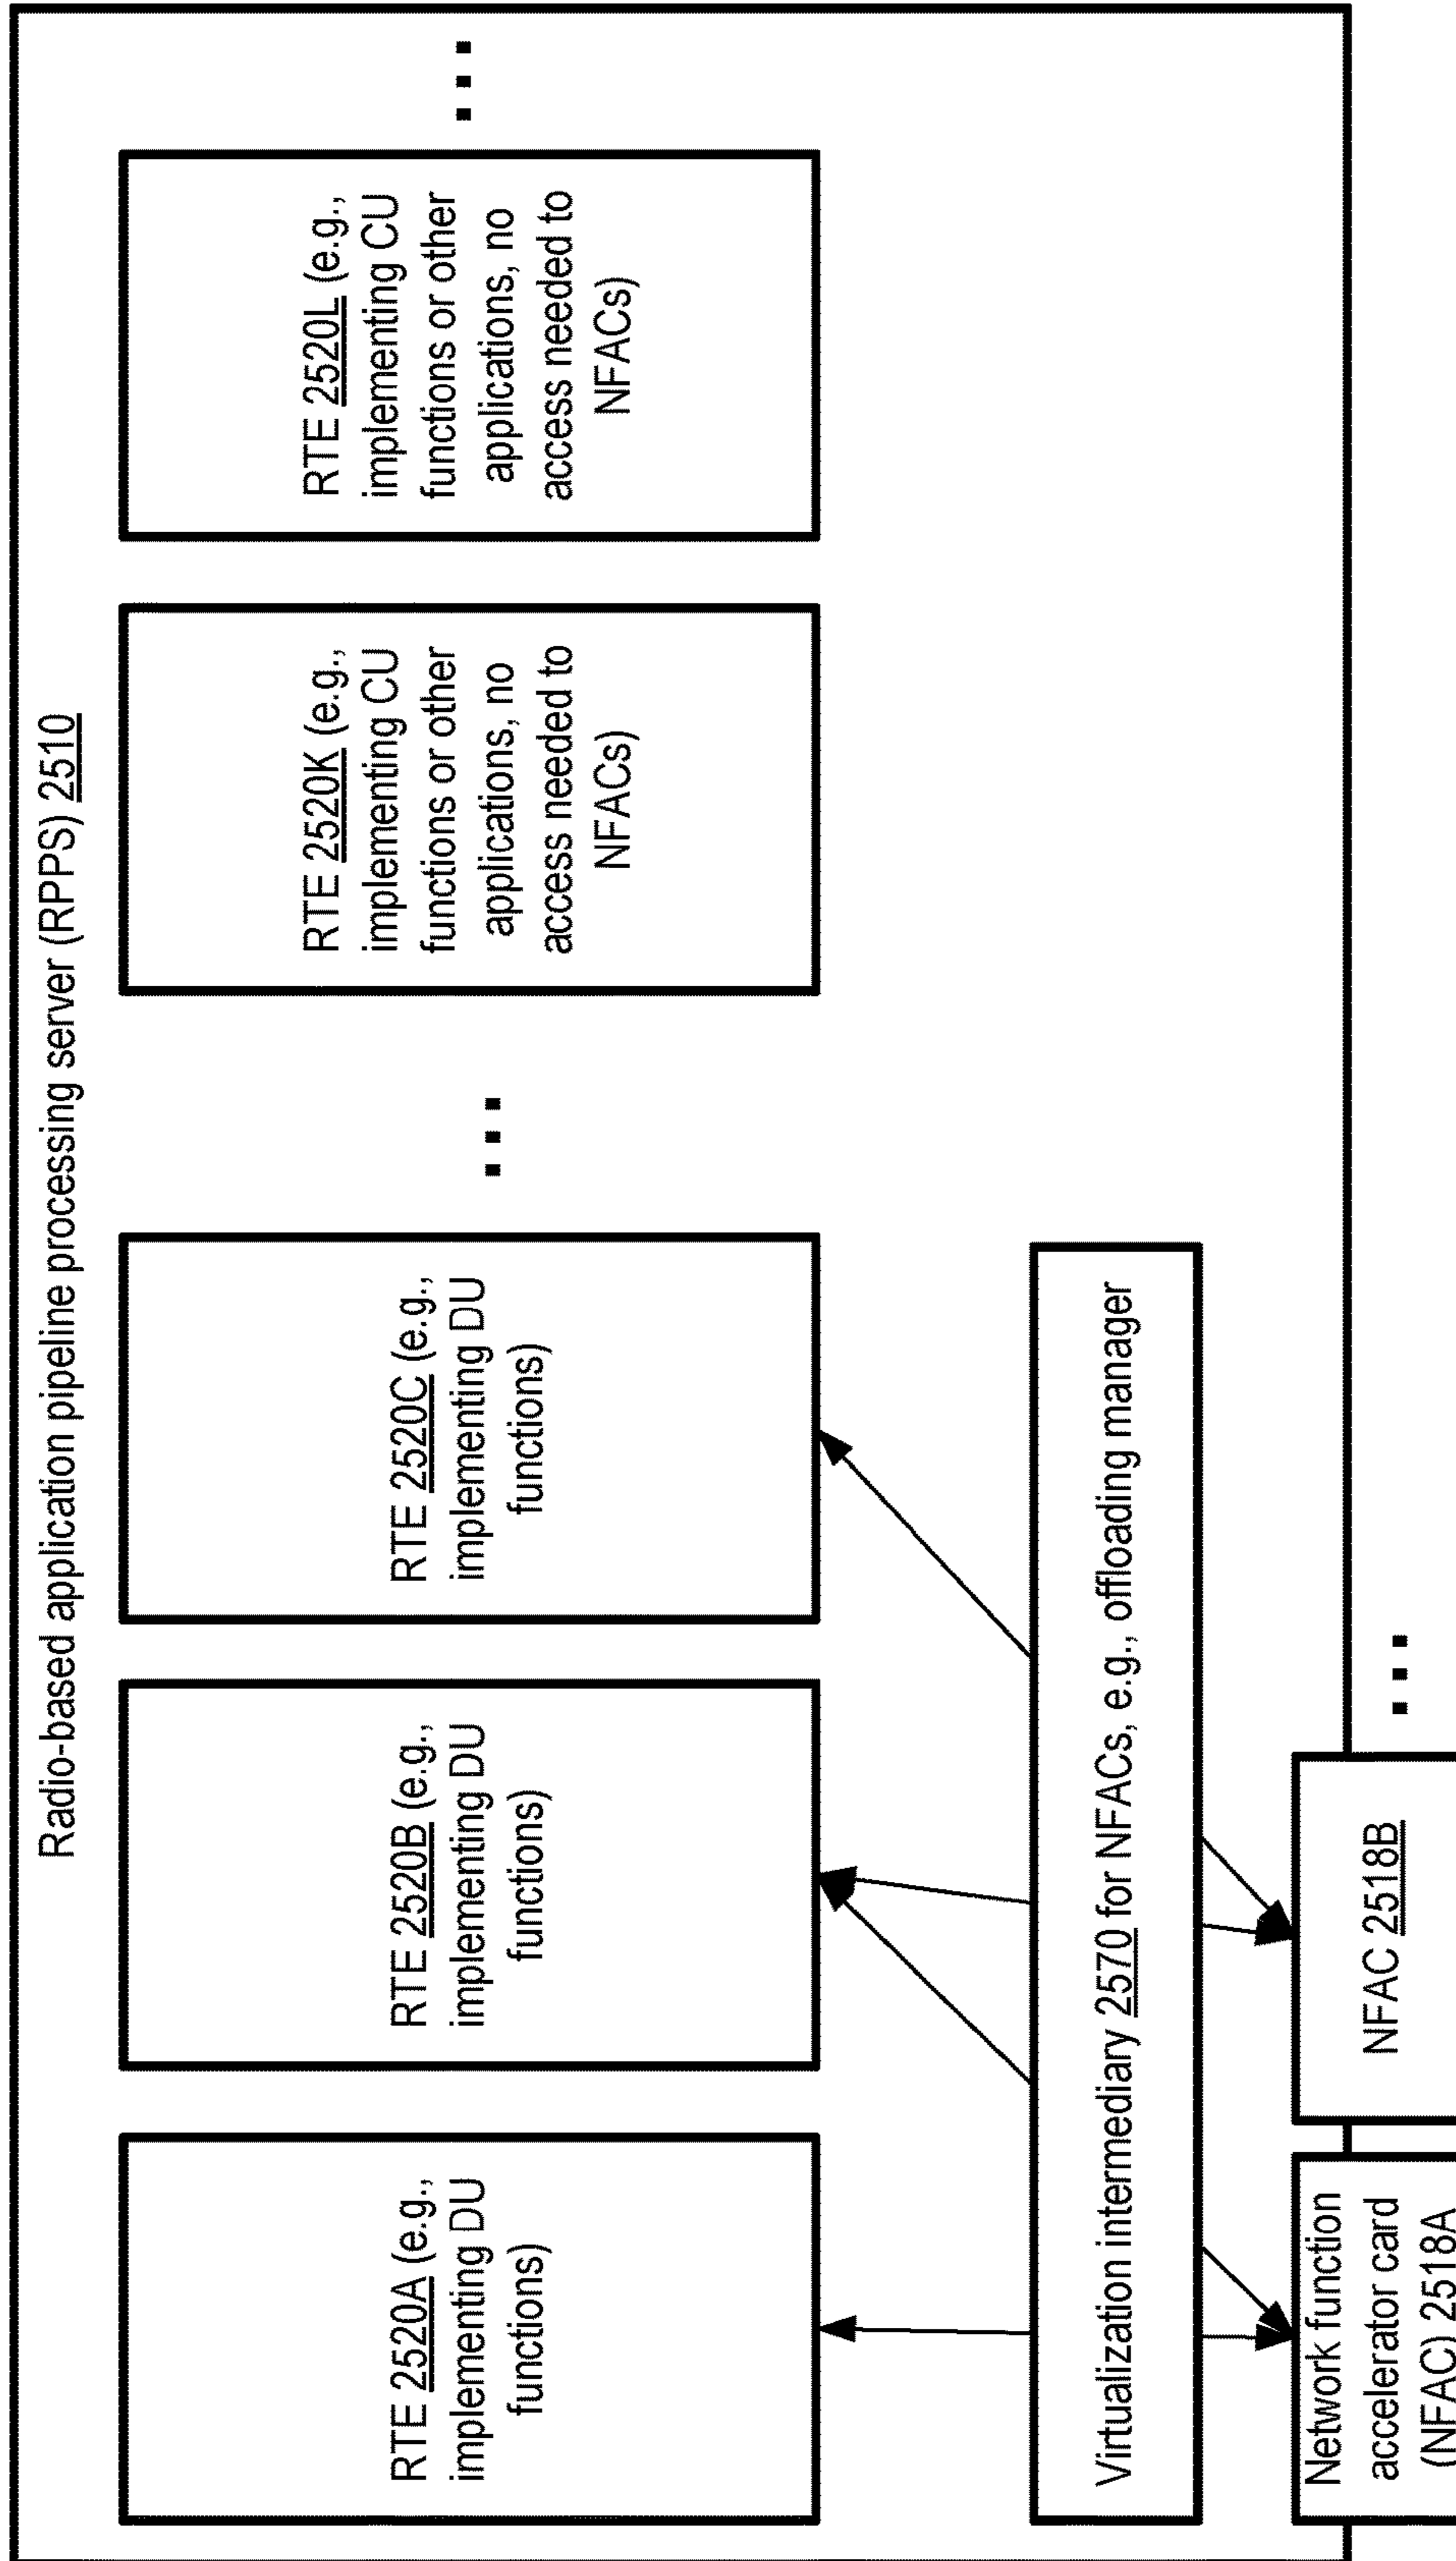 Radio-based application pipeline processing server (RPPS) 2510
RTE 2520A (e.g.,
implementing DU
functions)
RTE 2520B (e.g.,
implementing DU
functions)
RTE 2520C (e.g.,
implementing DU
functions)
...
RTE 2520K (e.g.,
implementing CU
functions or other
applications, no
access needed to
NFACs)
RTE 2520L (e.g.,
implementing CU
functions or other
applications, no
access needed to
NFACs)
...
Virtualization intermediary 2570 for NFACs, e.g., offloading manager
Network function
accelerator card
(NFAC) 2518A
NFAC 2518B
...